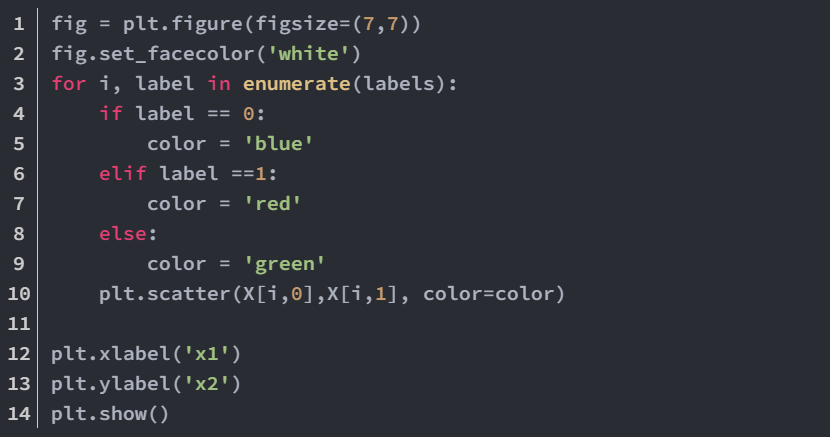 1 fig = plt.figure(figsize=(7,7))
2 fig.set_facecolor('white')
3 for i, label in enumerate(labels):
4     if label == 0:
5         color = 'blue'
6     elif label ==1:
7         color = 'red'
8     else:
9         color = 'green'
10     plt.scatter(X[i,0],X[i,1], color=color)
11
12 plt.xlabel('x1')
13 plt.ylabel('x2')
14 plt.show()